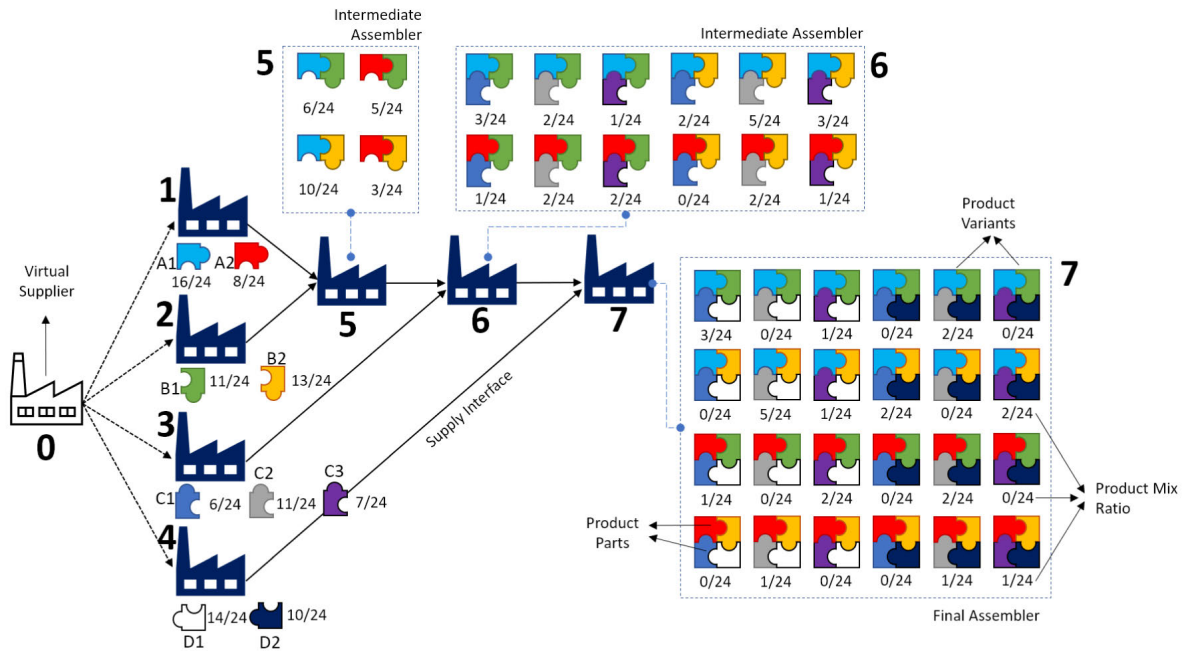 Intermediate
Assembler
5
6/24 5/24
10/24 3/24
Intermediate Assembler
6
3/24 2/24 1/24 2/24 5/24 3/24
1/24 2/24 2/24 0/24 2/24 1/24
Virtual
Supplier
0
1
A1 A2
16/24 8/24
2
B1 11/24 B2 13/24
3
C1 6/24 C2 11/24 C3 7/24
4
14/24 10/24
D1 D2
5
6
7
Supply Interface
Product
Variants
7
3/24 0/24 1/24 0/24 2/24 0/24
0/24 5/24 1/24 2/24 0/24 2/24
1/24 0/24 2/24 0/24 2/24 0/24
0/24 1/24 0/24 0/24 1/24 1/24
Product
Parts
Product Mix
Ratio
Final Assembler